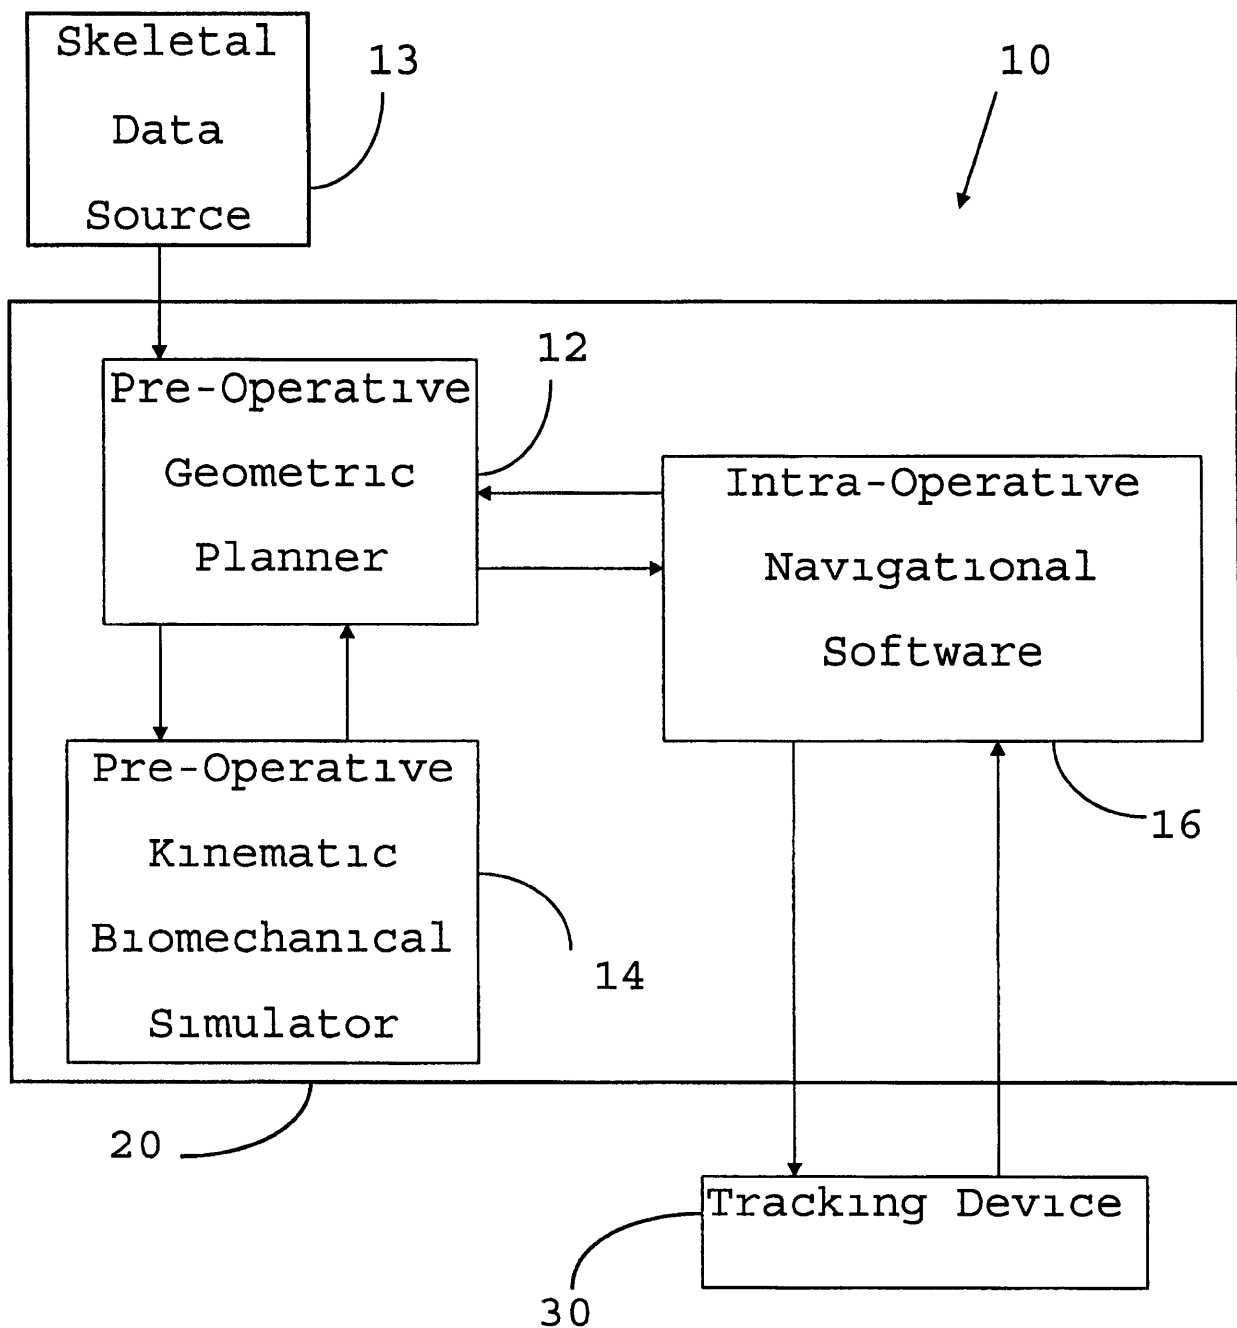 Skeletal
Data
Source
13
10
12
Pre-Operative
Geometric
Planner
Intra-Operative
Navigational
Software
16
Pre-Operative
Kinematic
Biomechanical
Simulator
14
20
Tracking Device
30